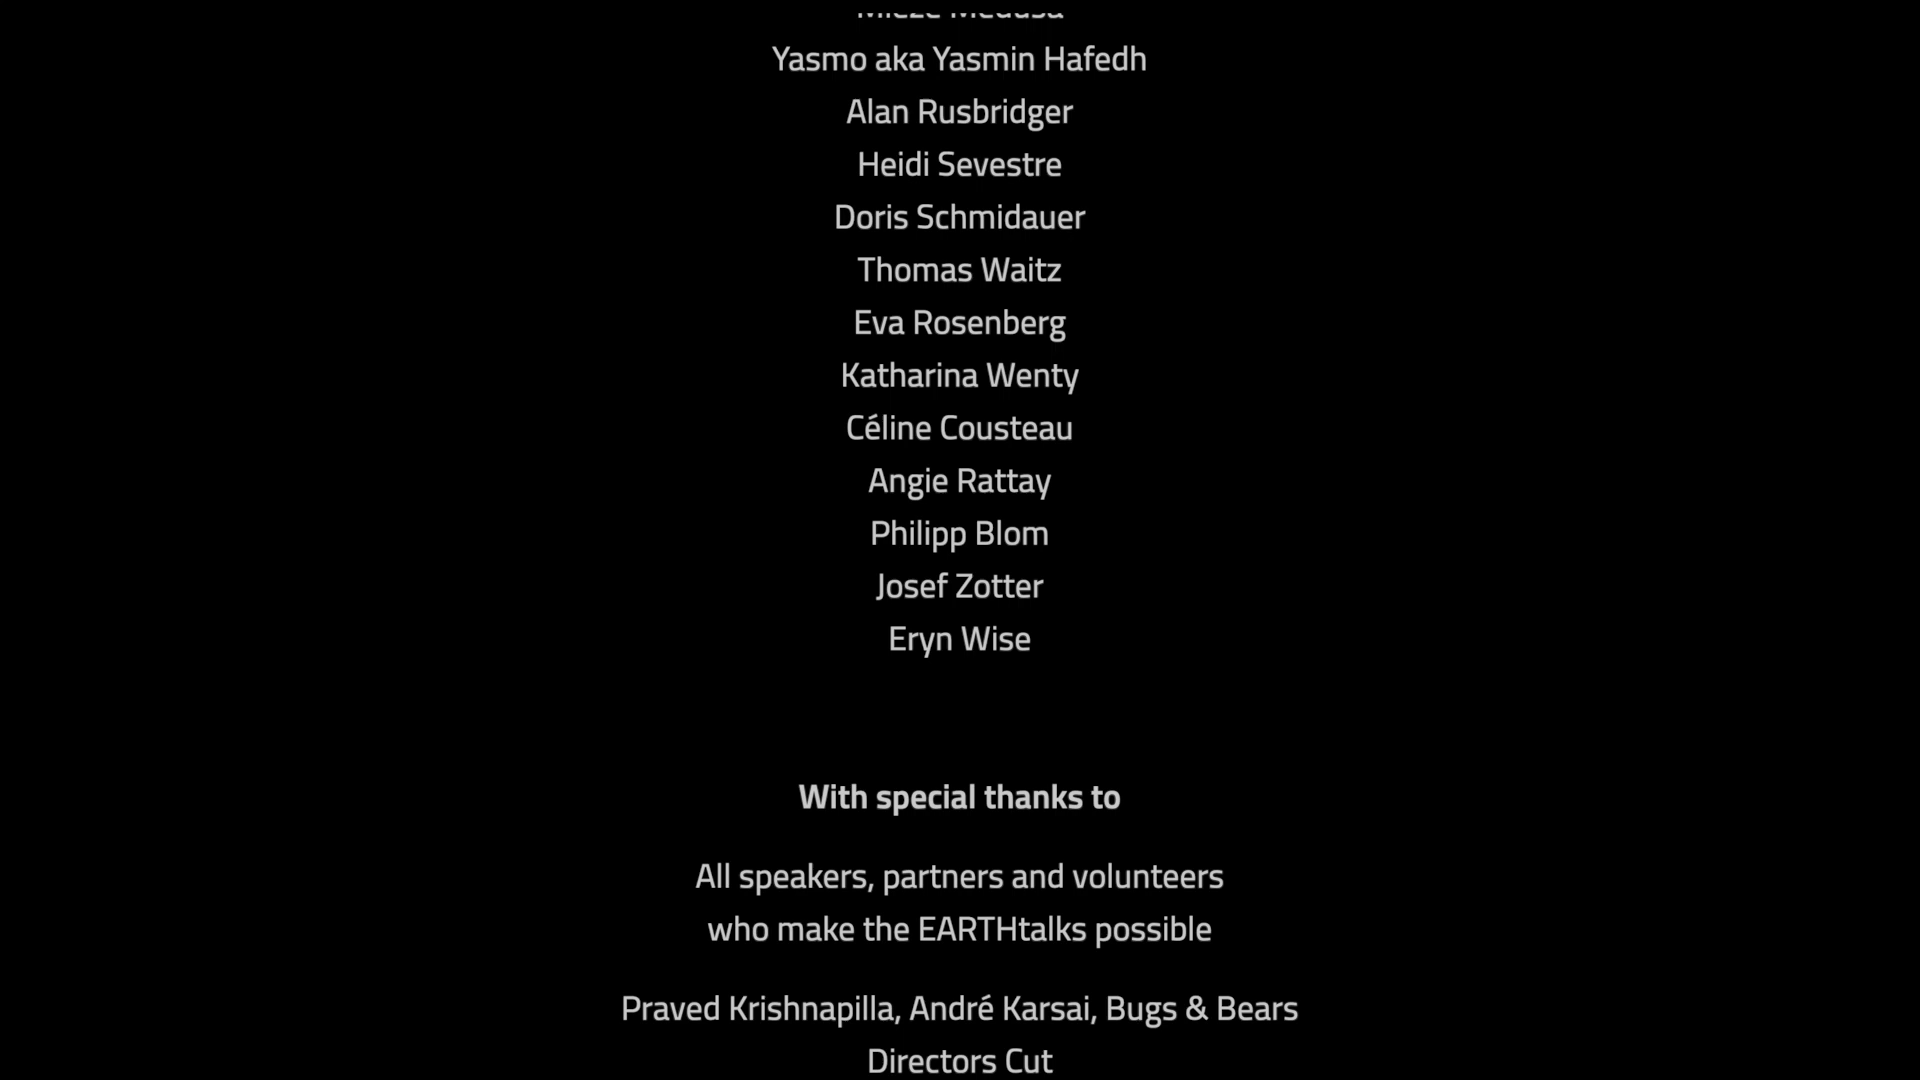 Mieze Medusa
Yasmo aka Yasmin Hafedh
Alan Rusbridger
Heidi Sevestre
Doris Schmidauer
Thomas Waitz
Eva Rosenberg
Katharina Wenty
Céline Cousteau
Angie Rattay
Philipp Blom
Josef Zotter
Eryn Wise
With special thanks to
All speakers, partners and volunteers
who make the EARTHtalks possible
Praved Krishnapilla, André Karsai, Bugs & Bears
Directors Cut